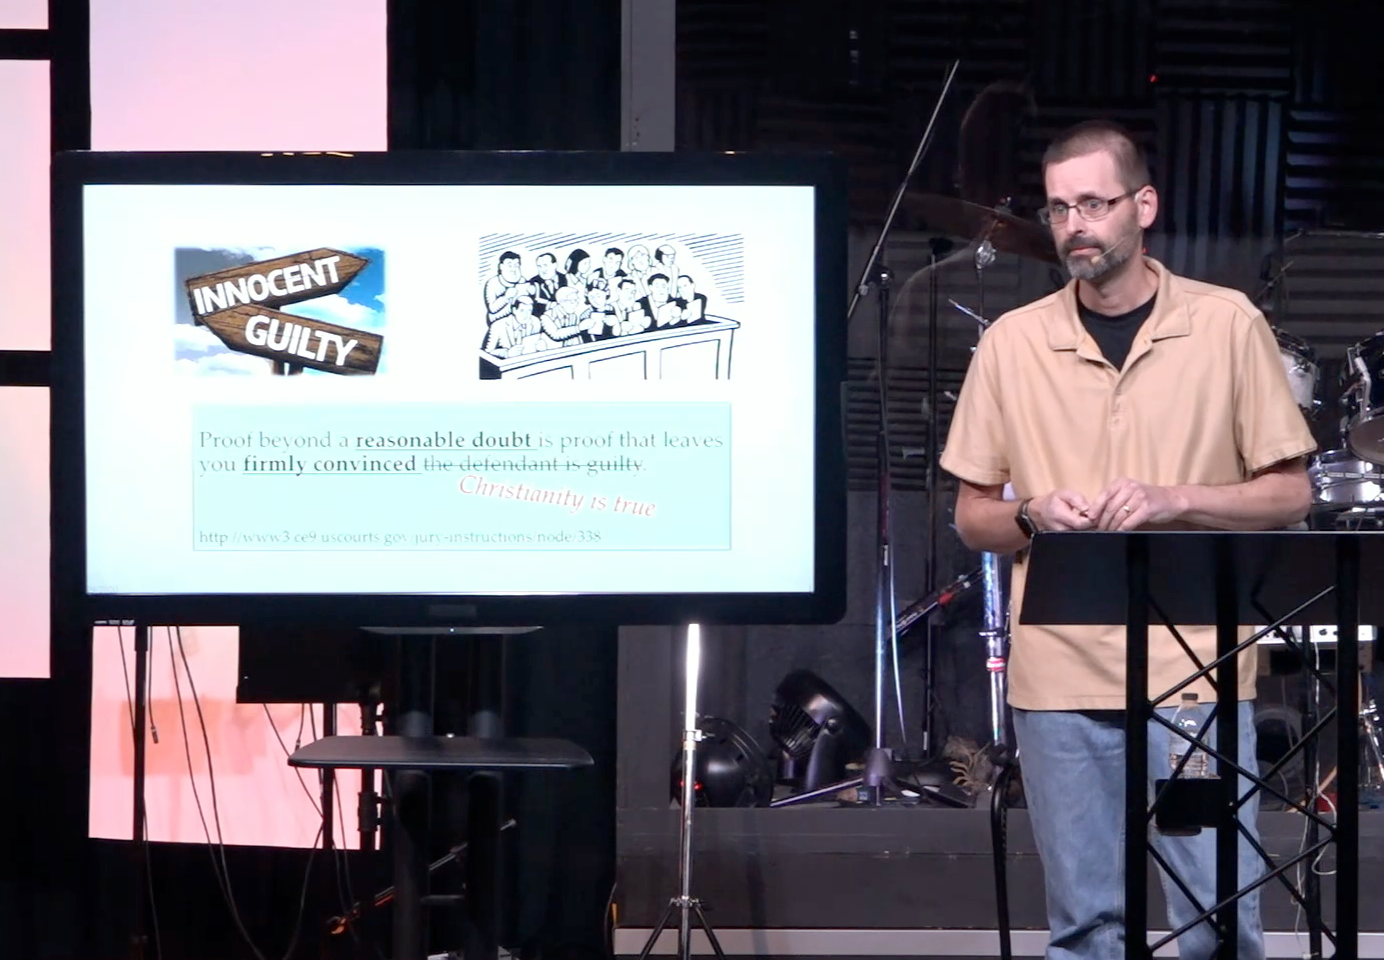 INNOCENT
GUILTY
Proof beyond a reasonable doubt is proof that leaves
you firmly convinced the defendant is guilty.
Christianity is true
http://www3.ce9.uscourts.gov/jury-instructions/node/338